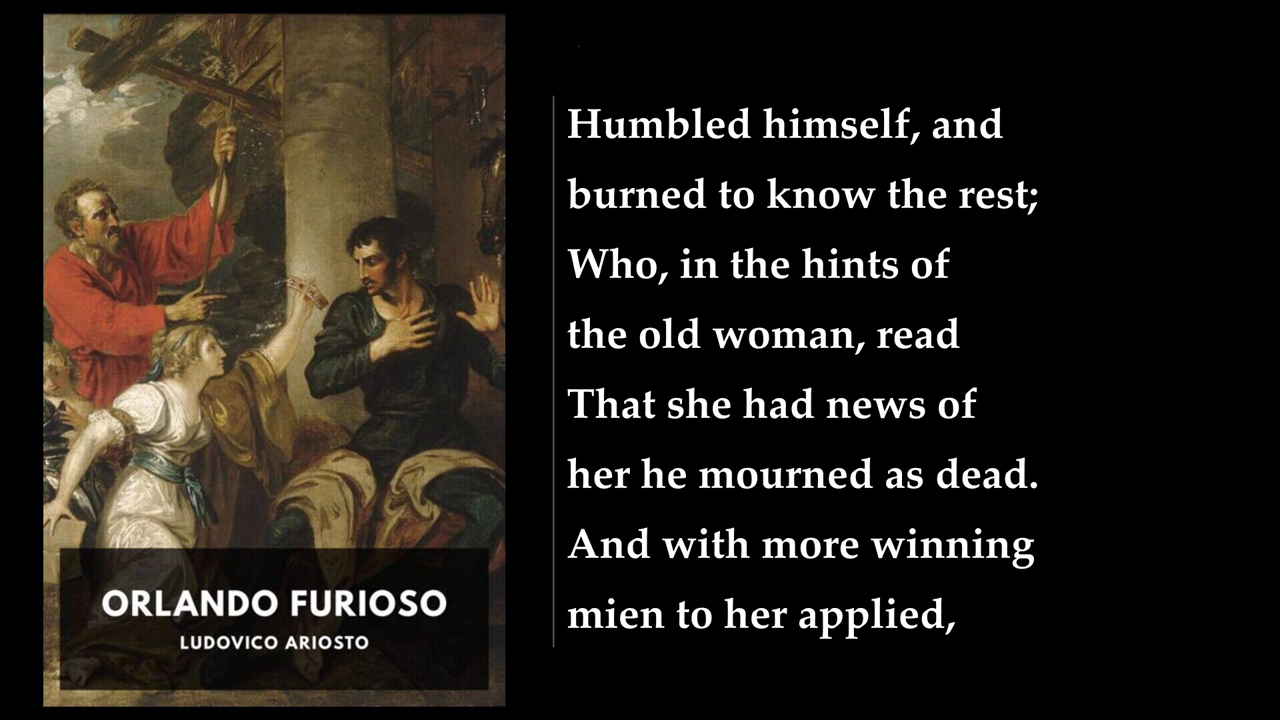 ORLANDO FURIOSO
LUDOVICO ARIOSTO
Humbled himself, and
burned to know the rest;
Who, in the hints of
the old woman, read
That she had news of
her he mourned as dead.
And with more winning
mien to her applied,